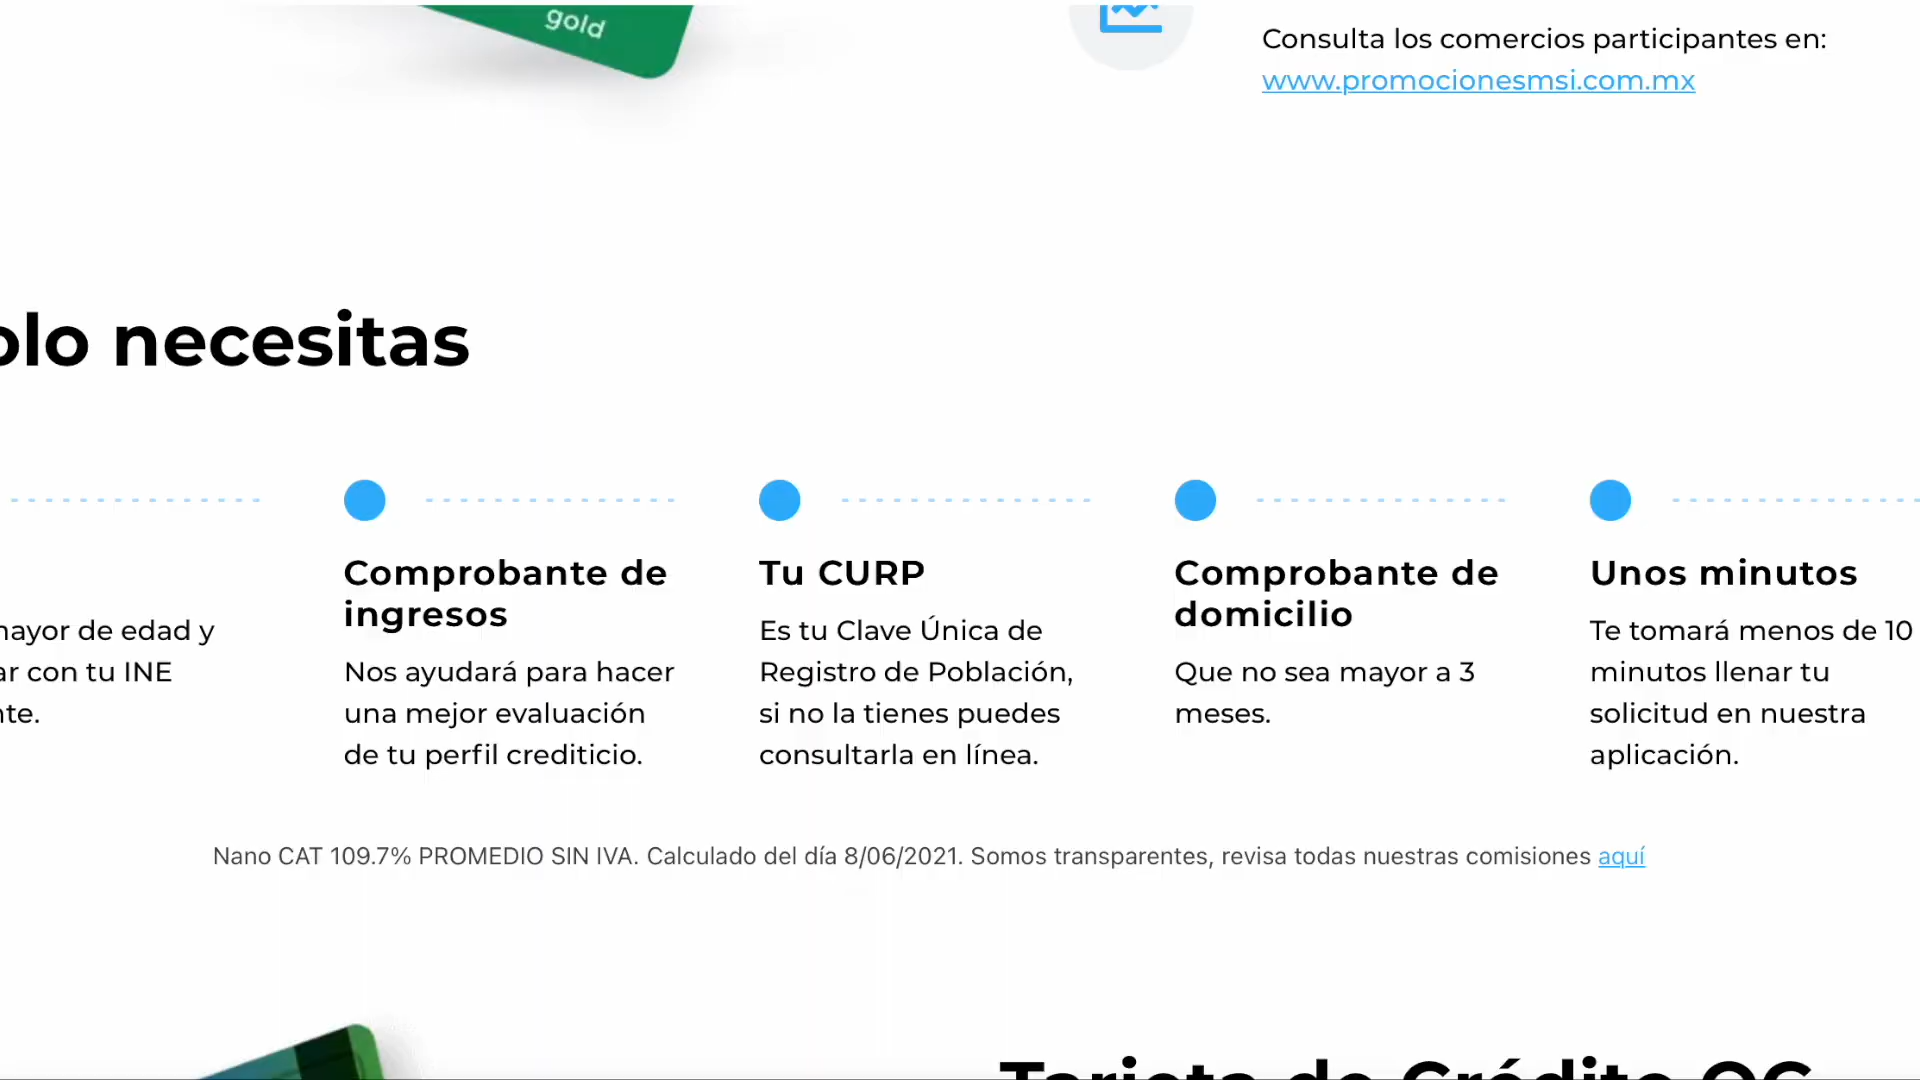 gold
Consulta los comercios participantes en:
www.promocionesmsi.com.mx
olo necesitas
mayor de edad y
ar con tu INE
nte.
Comprobante de
ingresos
Nos ayudará para hacer
una mejor evaluación
de tu perfil crediticio.
Tu CURP
Es tu Clave Única de
Registro de Población,
si no la tienes puedes
consultarla en línea.
Comprobante de
domicilio
Que no sea mayor a 3
meses.
Unos minutos
Te tomará menos de 10
minutos llenar tu
solicitud en nuestra
aplicación.
Nano CAT 109.7% PROMEDIO SIN IVA. Calculado del día 8/06/2021. Somos transparentes, revisa todas nuestras comisiones aquí
Tarjeta de Crédito